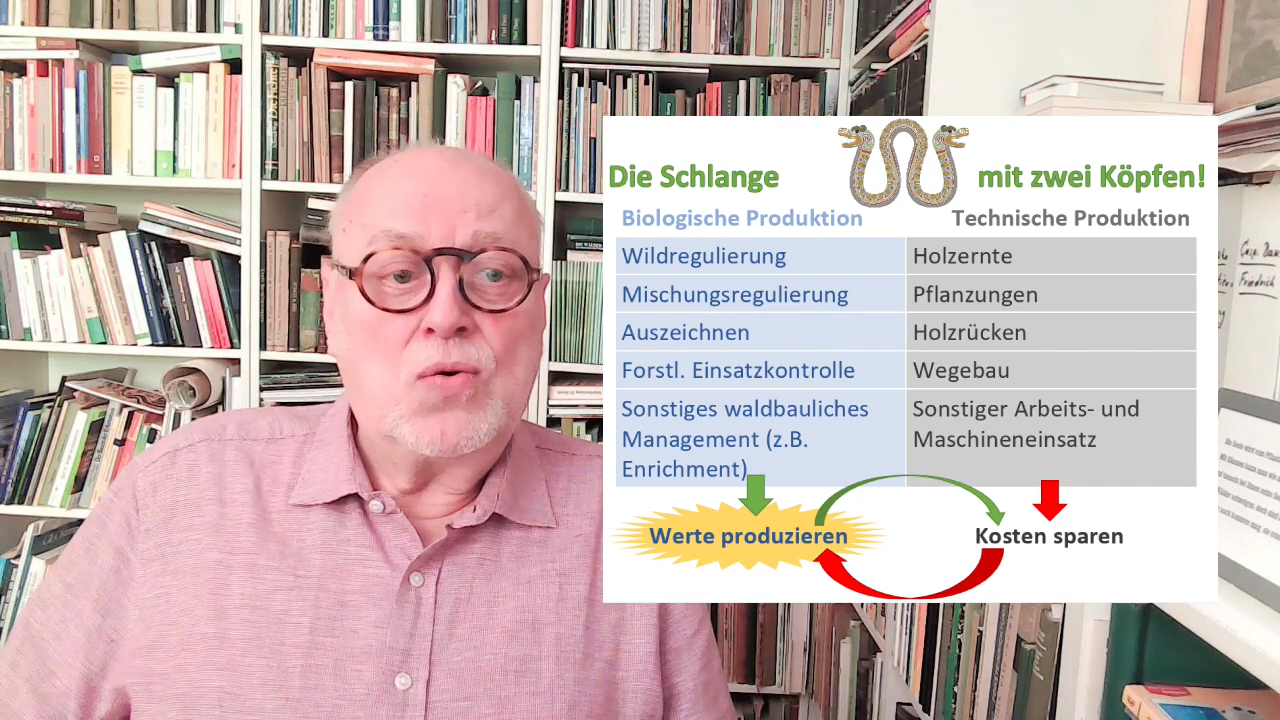 Die Schlange mit zwei Köpfen!
Biologische Produktion Technische Produktion
Wildregulierung Holzernte
Mischungsregulierung Pflanzungen
Auszeichnen Holzrücken
Forstl. Einsatzkontrolle Wegebau
Sonstiges waldbauliches Sonstiger Arbeits- und
Management (z.B. Maschineneinsatz
Enrichment)
Werte produzieren Kosten sparen
Friedrich